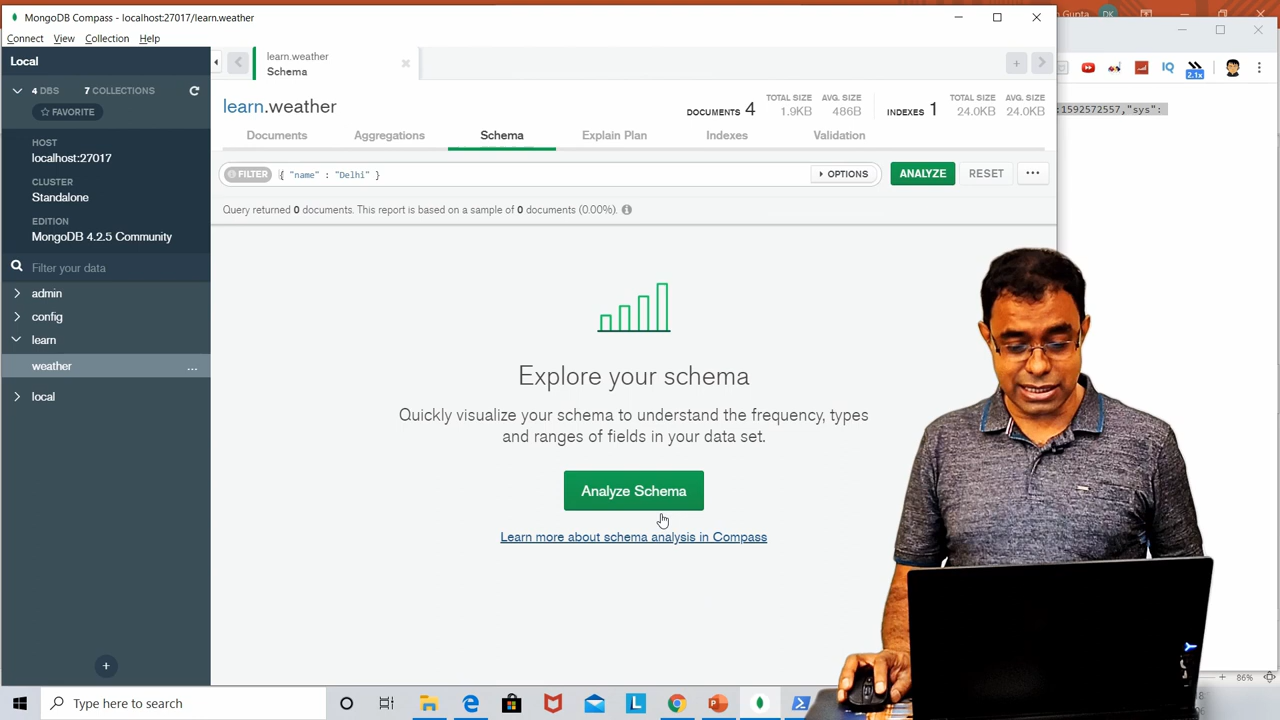 MongoDB Compass - localhost:27017/learn.weather
n Gupta
DK
Connect View Collection Help
Local
4 DBS 7 COLLECTIONS
FAVORITE
HOST
localhost:27017
CLUSTER
Standalone
EDITION
MongoDB 4.2.5 Community
Filter your data
admin
config
learn
weather
...
local
learn.weather
Schema
learn.weather
DOCUMENTS 4
TOTAL SIZE
1.9KB
AVG. SIZE
486B
INDEXES 1
TOTAL SIZE
24.0KB
AVG. SIZE
24.0KB
Documents Aggregations Schema Explain Plan Indexes Validation
FILTER { "name" : "Delhi" } OPTIONS ANALYZE RESET ...
Query returned 0 documents. This report is based on a sample of 0 documents (0.00%).
Explore your schema
Quickly visualize your schema to understand the frequency, types
and ranges of fields in your data set.
Analyze Schema
Learn more about schema analysis in Compass
IQ
2.1x
:1592572557,"sys":
86%
Type here to search
L